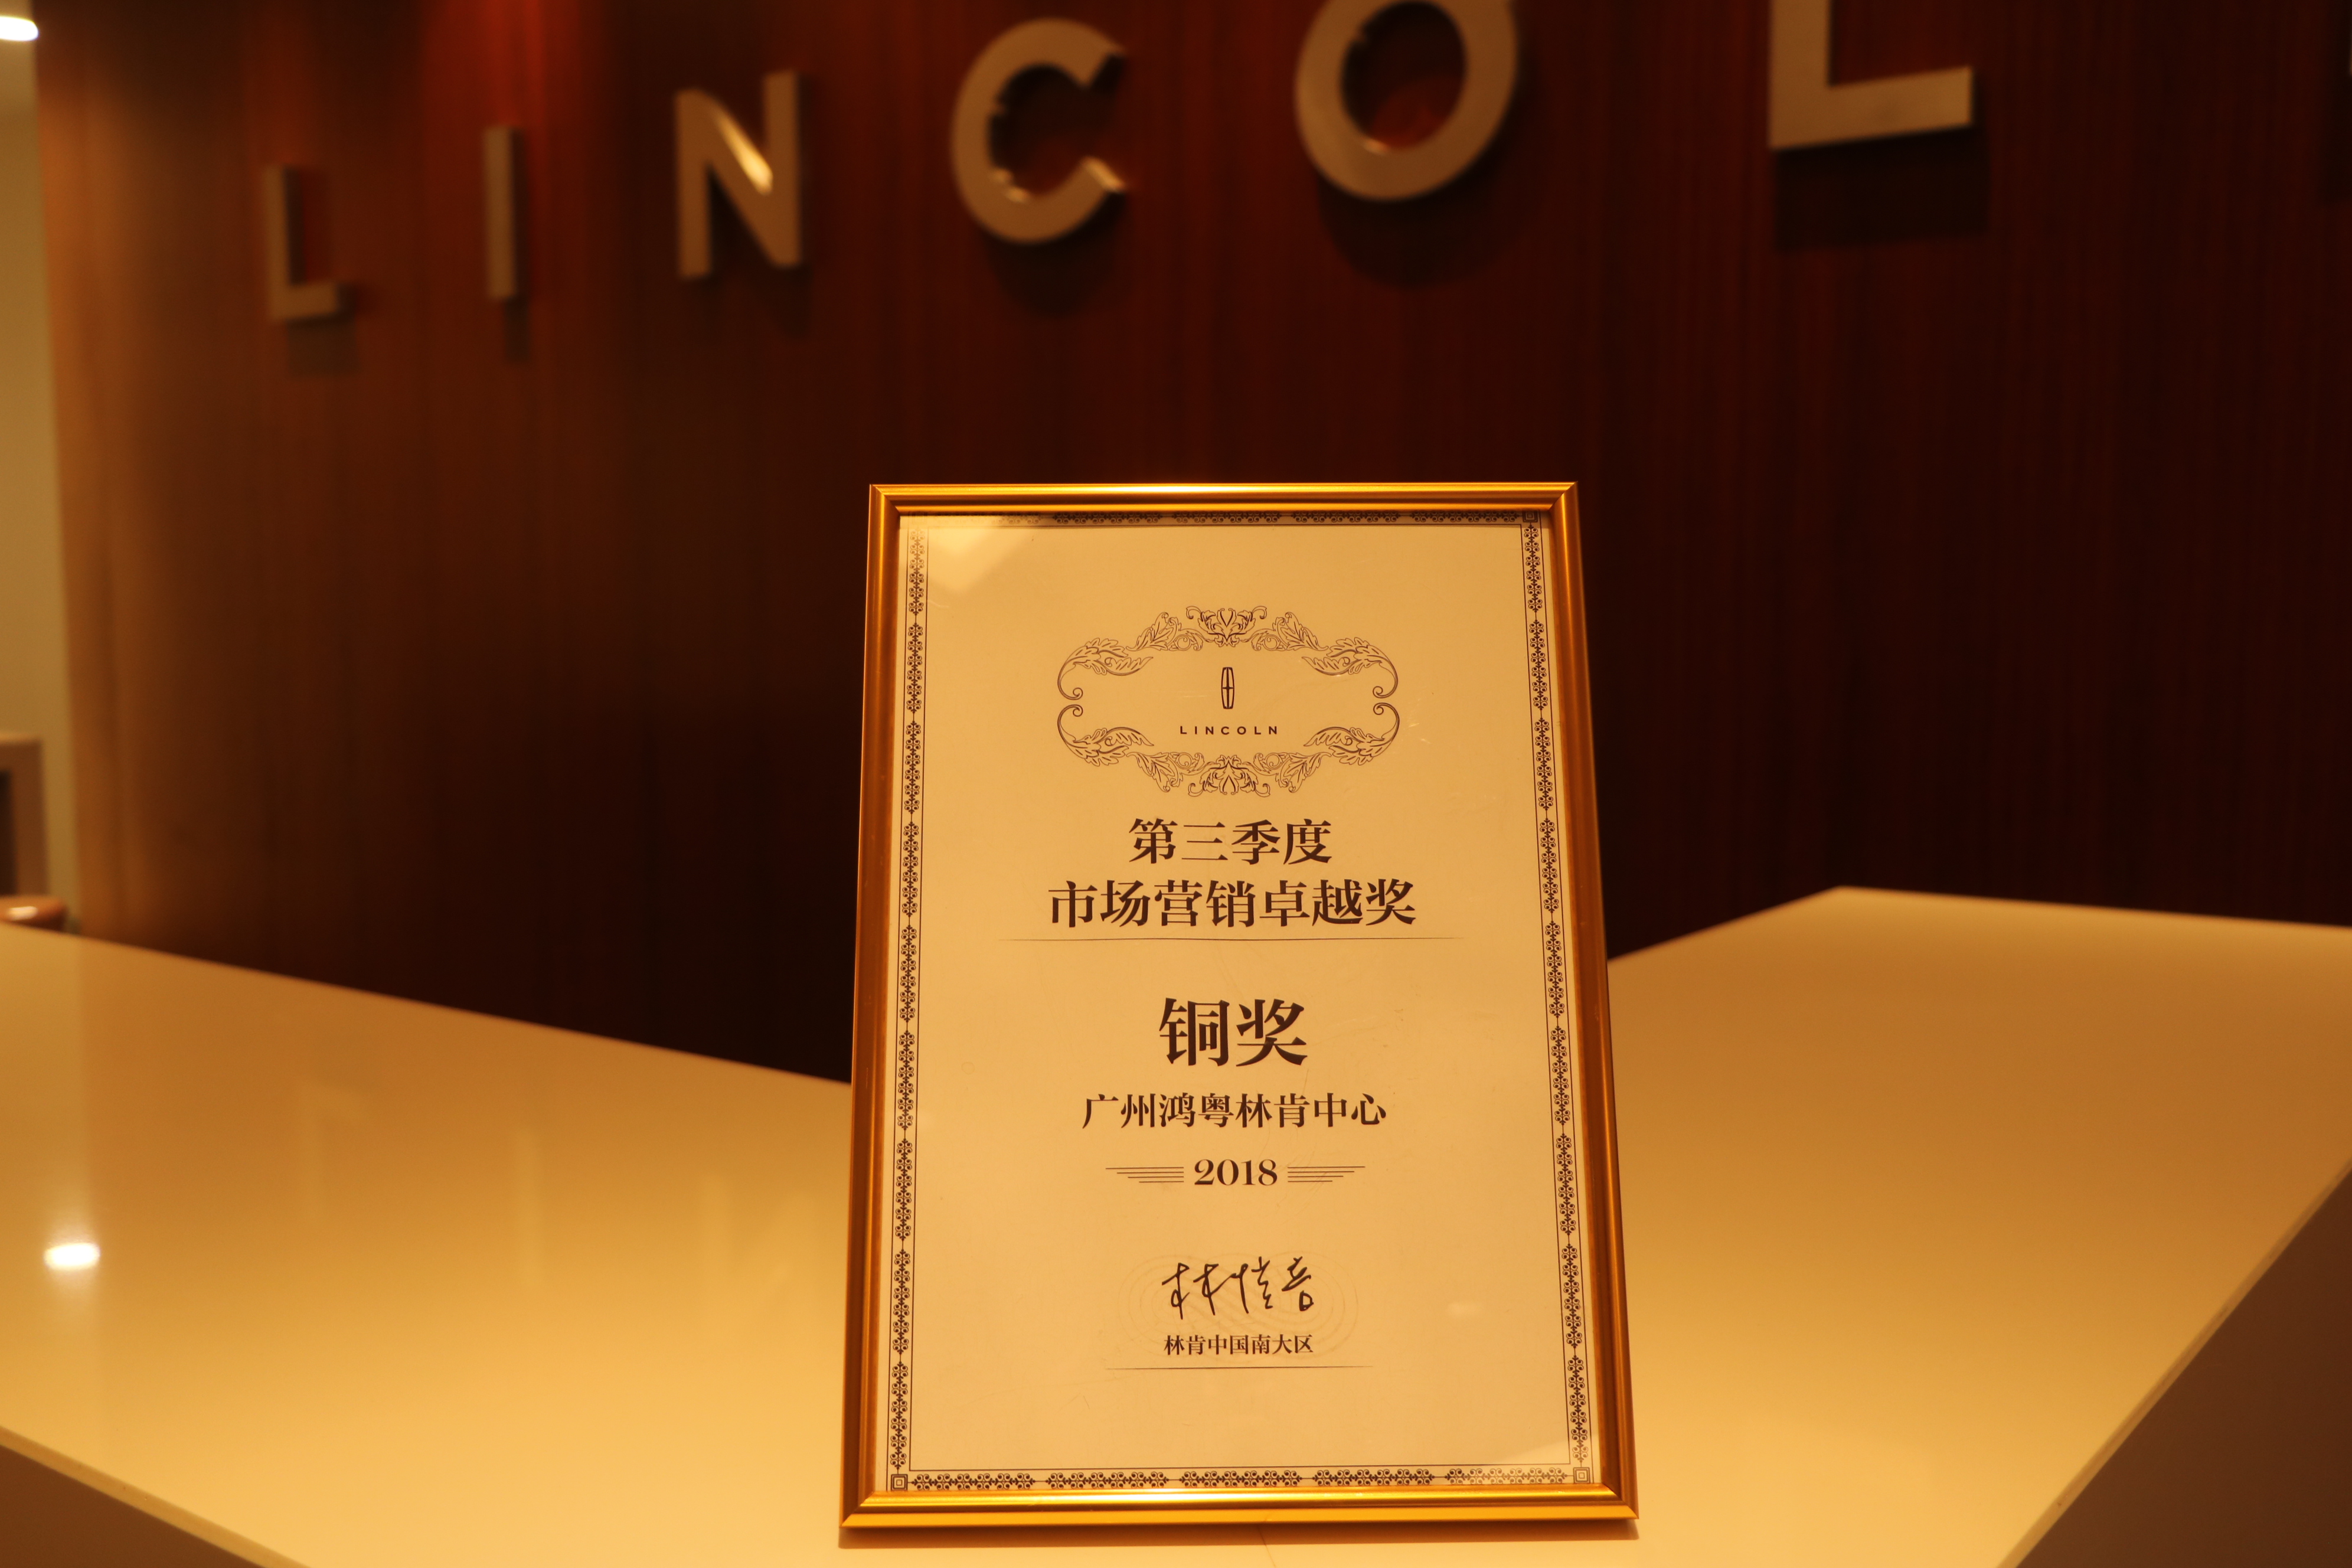 LINCOL
LINCOLN
第三季度
市场营销卓越奖
铜奖
广州鸿粤林肯中心
2018
林肯中国南大区